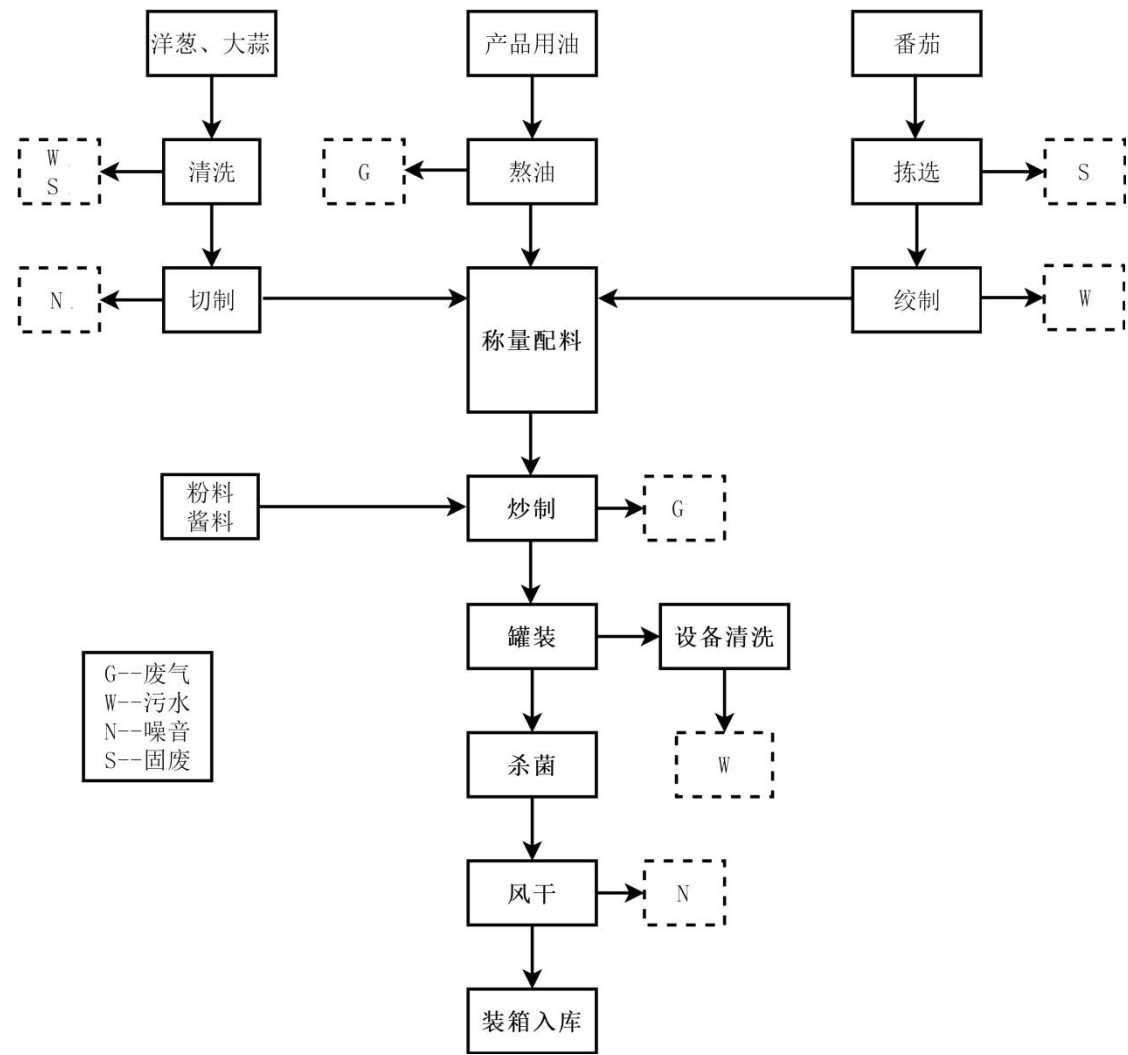 洋葱、大蒜
产品用油
番茄
W
S
清洗
G
熬油
拣选
S
N
切制
称量配料
绞制
W
粉料
酱料
炒制
G
罐装
设备清洗
G--废气
W--污水
N--噪音
S--固废
杀菌
W
风干
N
装箱入库